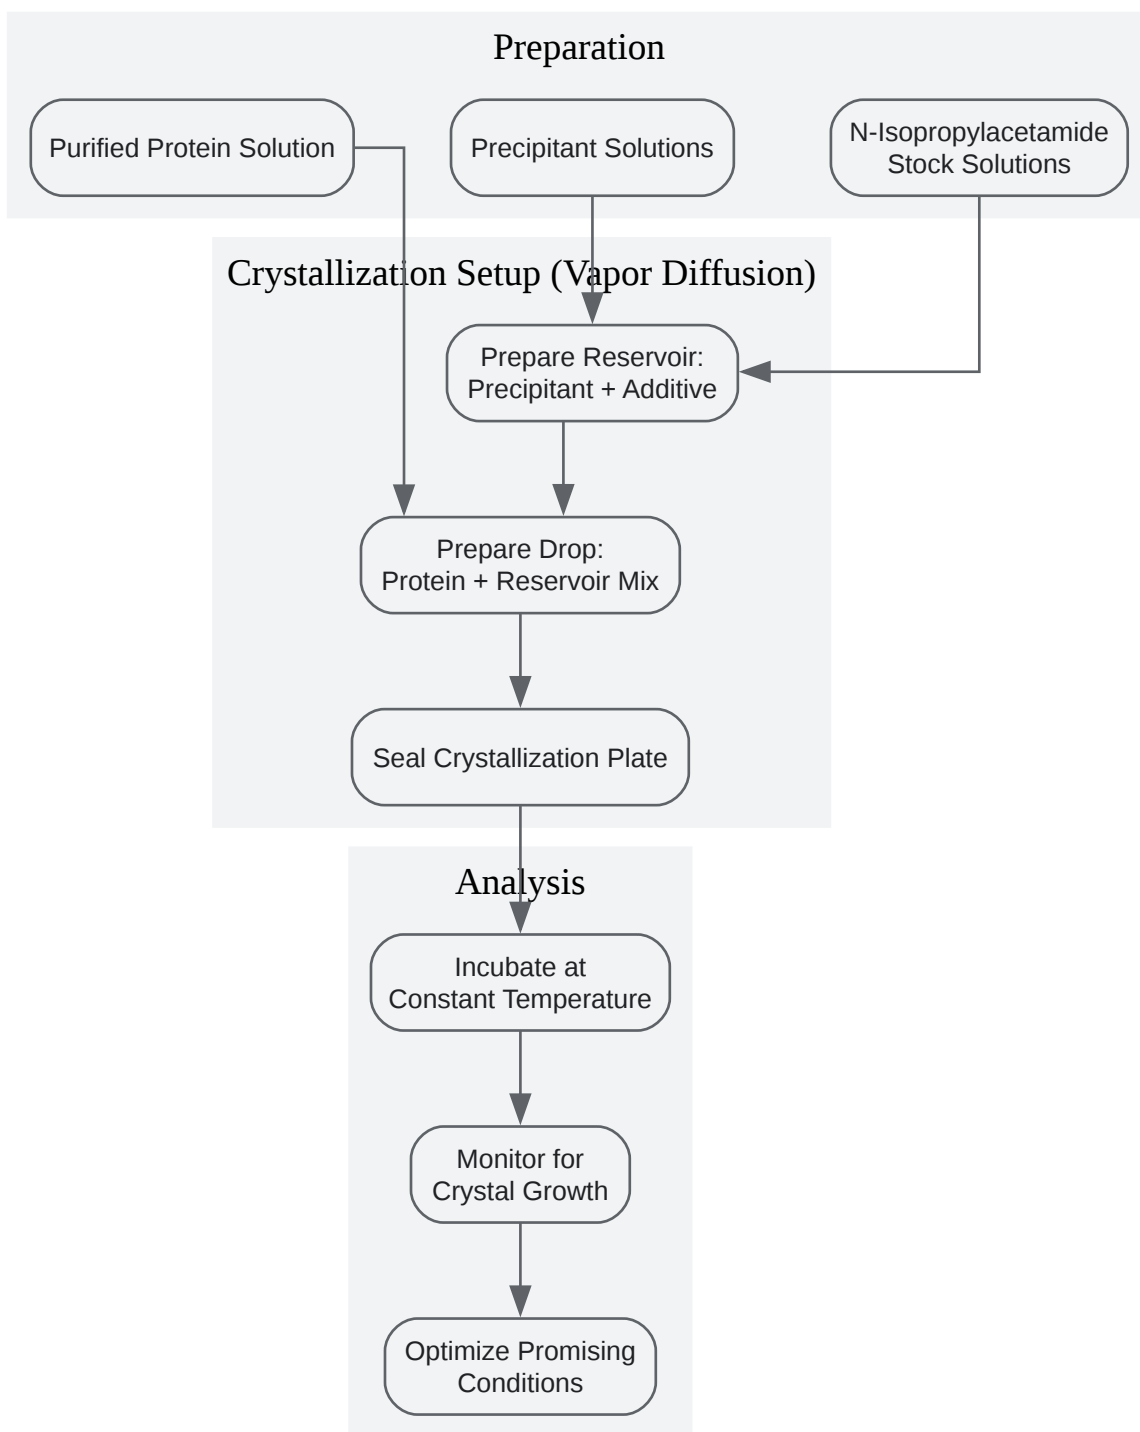 Preparation
Purified Protein Solution
Precipitant Solutions
N-Isopropylacetamide
Stock Solutions
Crystallization Setup (Vapor Diffusion)
Prepare Reservoir:
Precipitant + Additive
Prepare Drop:
Protein + Reservoir Mix
Seal Crystallization Plate
Analysis
Incubate at
Constant Temperature
Monitor for
Crystal Growth
Optimize Promising
Conditions